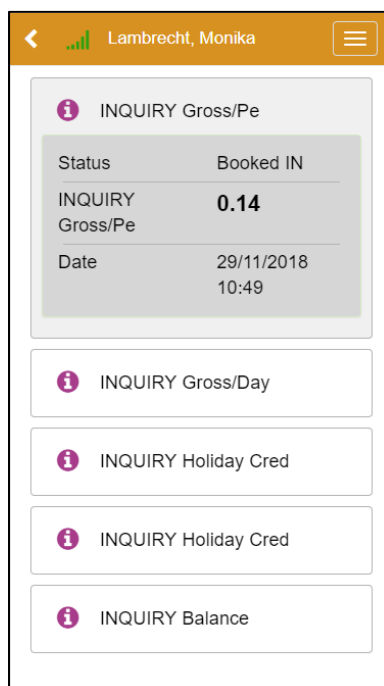 Lambrecht, Monika
INQUIRY Gross/Pe
Status Booked IN
INQUIRY 0.14
Gross/Pe
Date 29/11/2018
10:49
INQUIRY Gross/Day
INQUIRY Holiday Cred
INQUIRY Holiday Cred
INQUIRY Balance